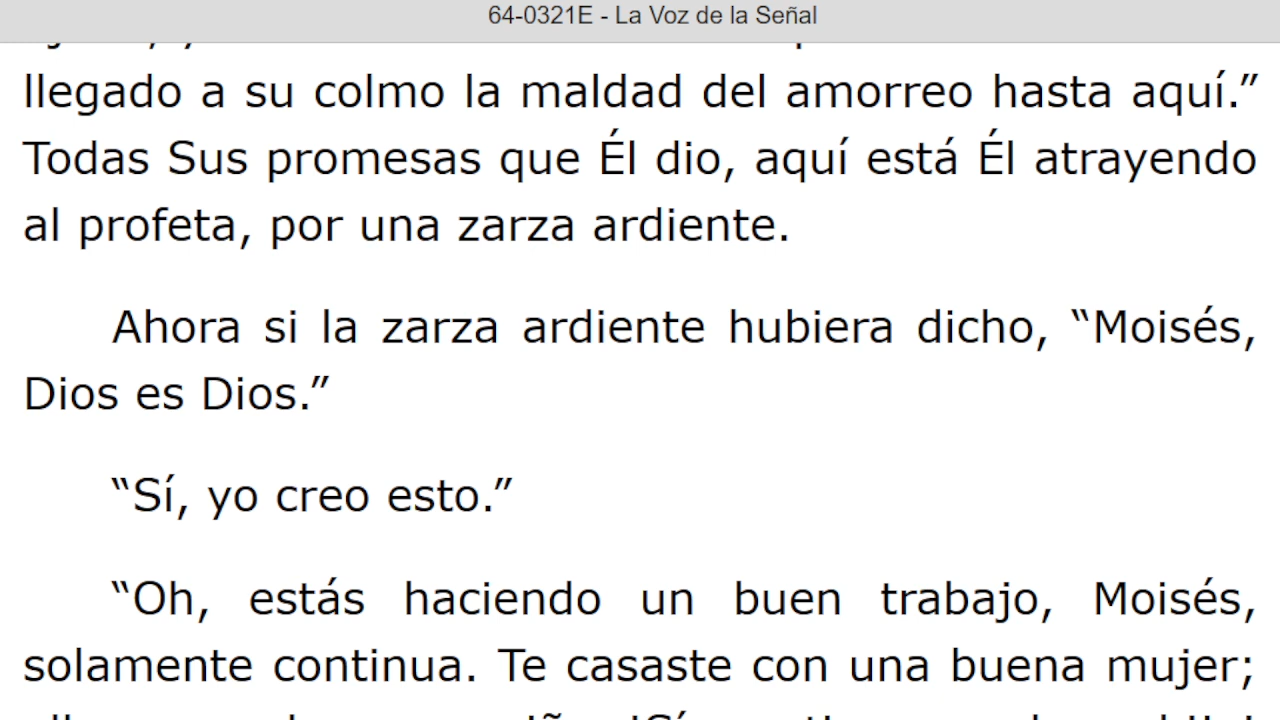 64-0321E - La Voz de la Señal
llegado a su colmo la maldad del amorreo hasta aquí.”
Todas Sus promesas que Él dio, aquí está Él atrayendo
al profeta, por una zarza ardiente.
Ahora si la zarza ardiente hubiera dicho, “Moisés,
Dios es Dios.”
“Sí, yo creo esto.”
“Oh, estás haciendo un buen trabajo, Moisés,
solamente continua. Te casaste con una buena mujer;